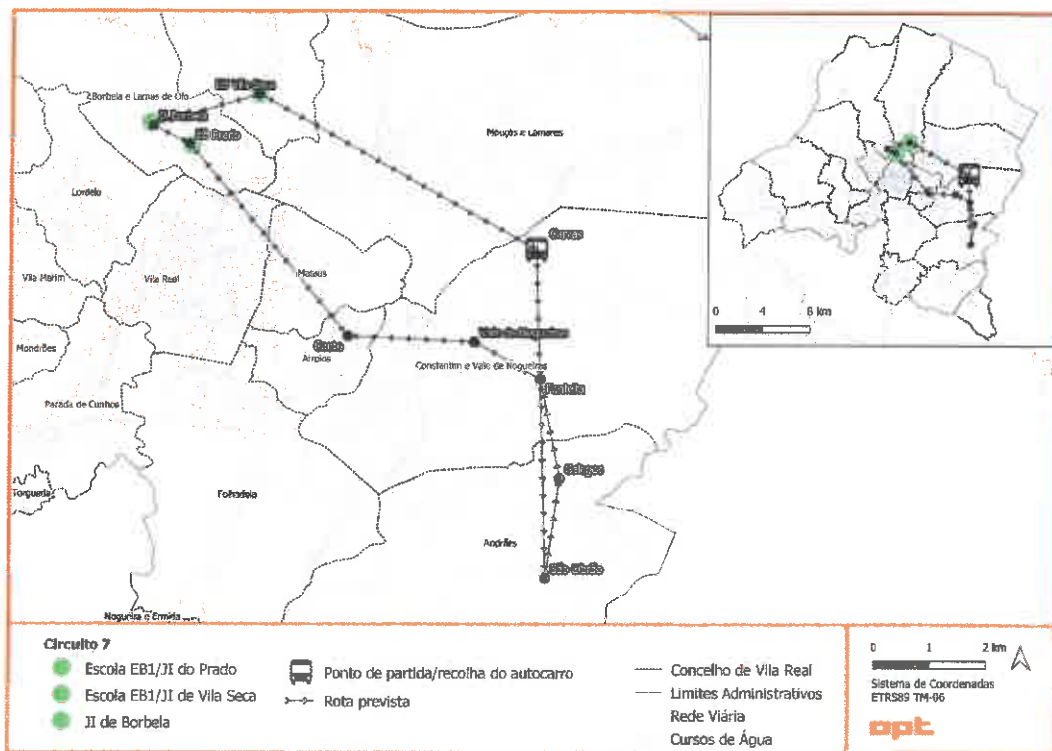 Borbela e Lamas de Olo
Mouçós e Lamares
Lordelo
Vila Marim
Vila Real
Mateus
Mondrões
Arroios
Constantim e Vale de Nogueiras
Parada de Cunhos
Torgueda
Folhadela
Andrães
Nogueira e Ermida
0 4 8 km
Circuito 7
Escola EB1/JI do Prado
Escola EB1/JI de Vila Seca
JI de Borbela
Ponto de partida/recolha do autocarro
Rota prevista
Concelho de Vila Real
Limites Administrativos
Rede Viária
Cursos de Água
0 1 2 km
Sistema de Coordenadas
ETRS89 TM-06
opt